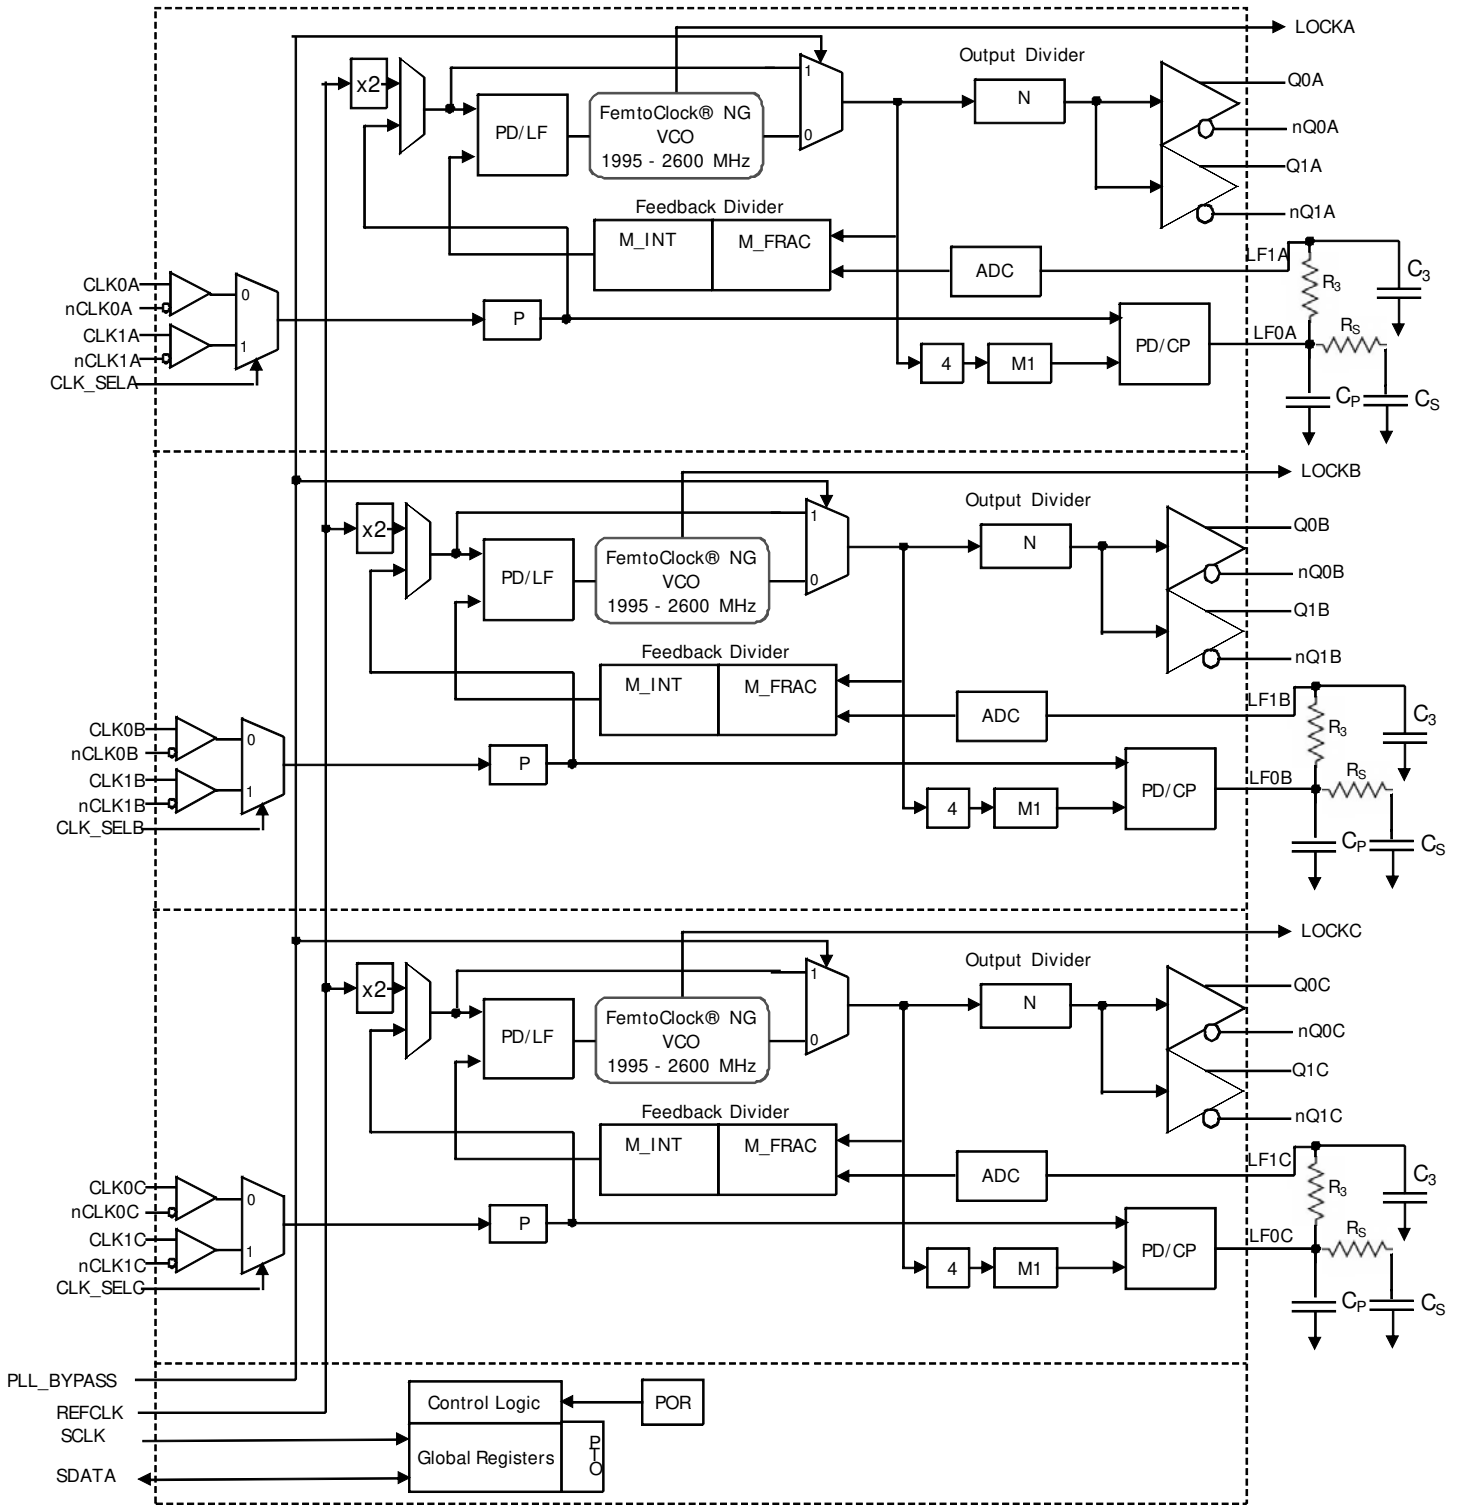 LOCKA
Output Divider
x2
1
Q0A
N
FemtoClock® NG
VCO
1995 - 2600 MHz
PD/LF
0
nQ0A
Q1A
Feedback Divider
nQ1A
M_INT
M_FRAC
LF1A
ADC
C3
R3
CLK0A
0
nCLK0A
P
CLK1A
1
nCLK1A
CLK_SELA
LF0A
RS
PD/CP
4
M1
CP
CS
LOCKB
Output Divider
x2
1
Q0B
N
FemtoClock® NG
VCO
1995 - 2600 MHz
PD/LF
0
nQ0B
Q1B
Feedback Divider
nQ1B
M_INT
M_FRAC
LF1B
ADC
C3
R3
CLK0B
0
nCLK0B
P
CLK1B
1
nCLK1B
CLK_SELB
LF0B
RS
PD/CP
4
M1
CP
CS
LOCKC
Output Divider
x2
1
Q0C
N
FemtoClock® NG
VCO
1995 - 2600 MHz
PD/LF
0
nQ0C
Q1C
Feedback Divider
nQ1C
M_INT
M_FRAC
LF1C
ADC
C3
R3
CLK0C
0
nCLK0C
P
CLK1C
1
nCLK1C
CLK_SELC
LF0C
RS
PD/CP
4
M1
CP
CS
PLL_BYPASS
REFCLK
SCLK
SDATA
Control Logic
POR
Global Registers
OTP